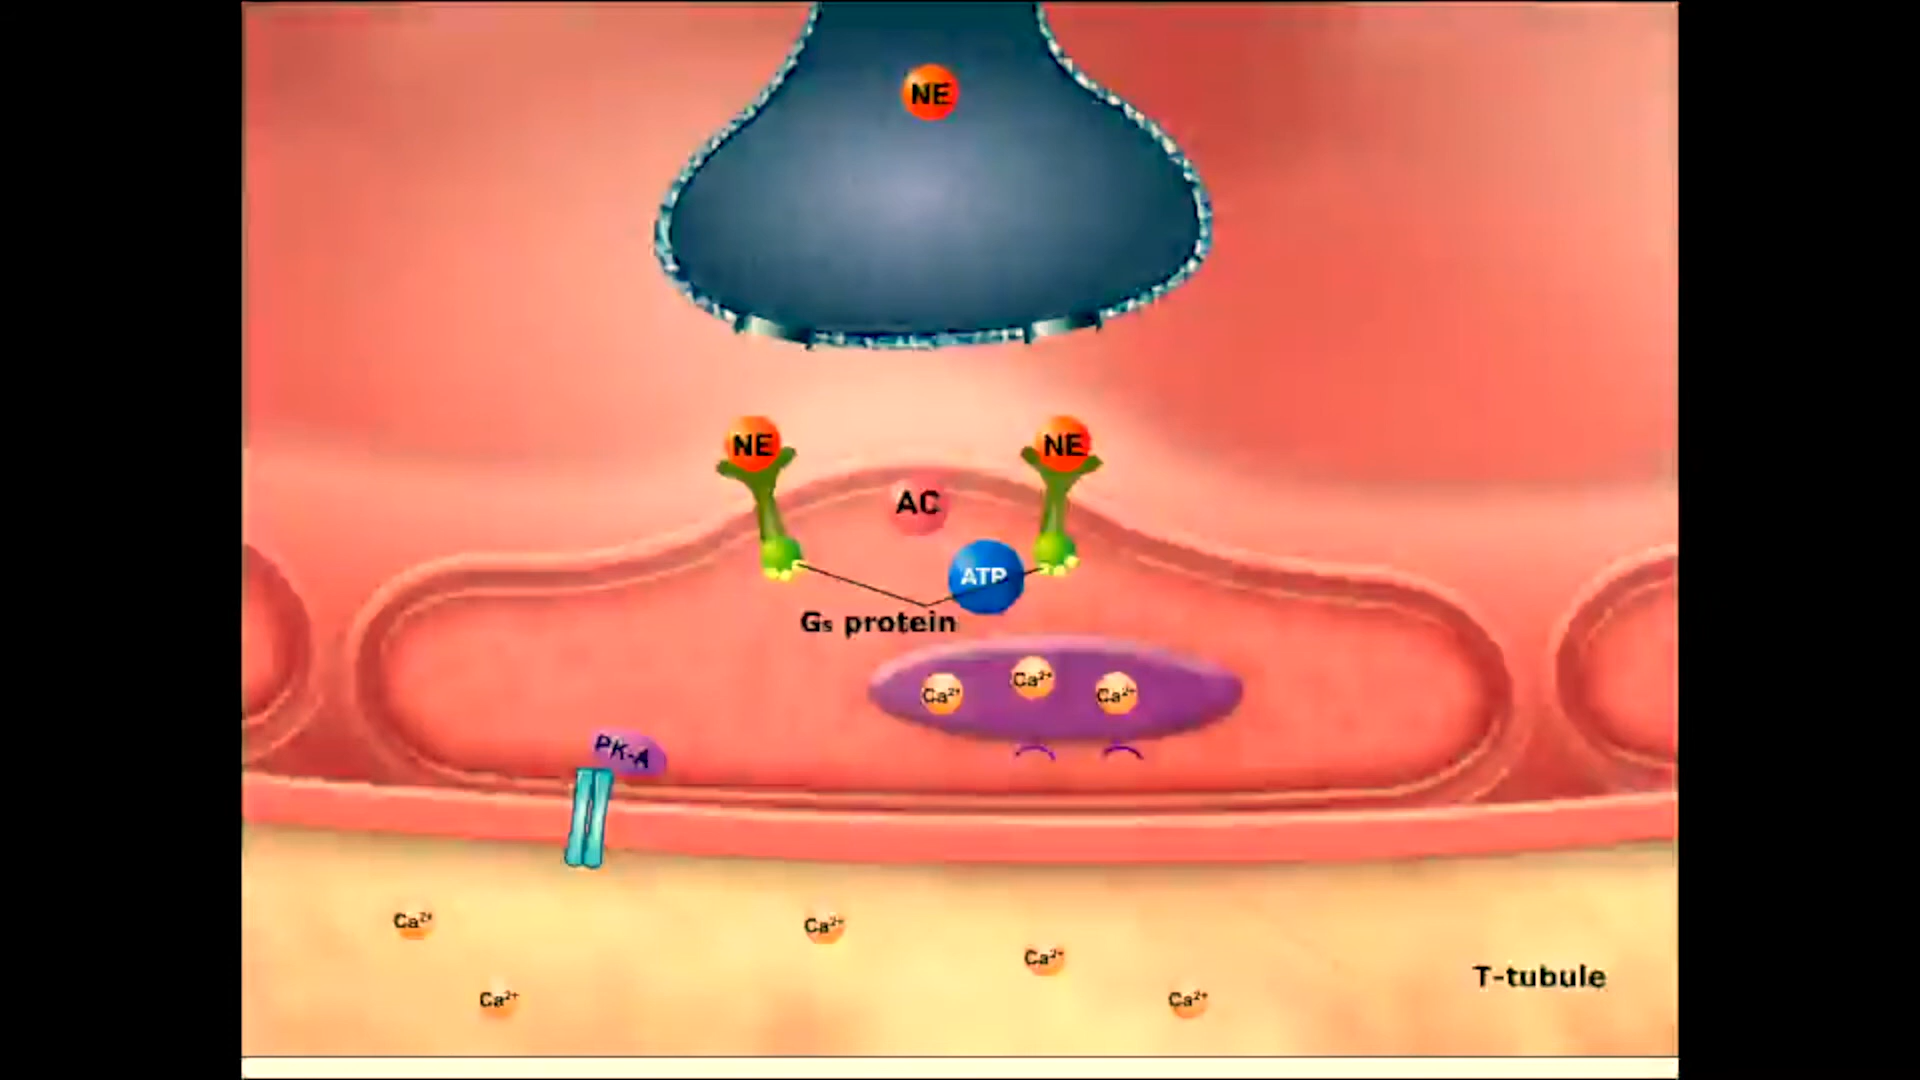 NE
NE
NE
AC
ATP
Gs protein
Ca²⁺
Ca²⁺
Ca²⁺
PK-A
Ca²⁺
Ca²⁺
Ca²⁺
T-tubule
Ca²⁺
Ca²⁺